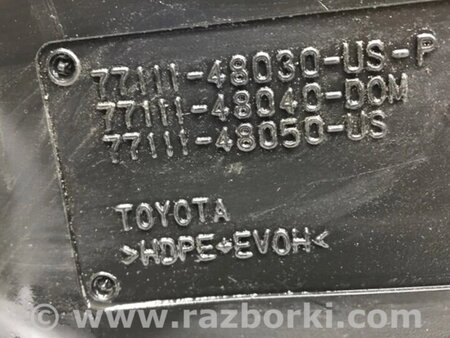 77111-48030-US-P
77111-48040-DOM
77111-48050-US
TOYOTA
>HDPE+EVOH<
© www.razborki.com